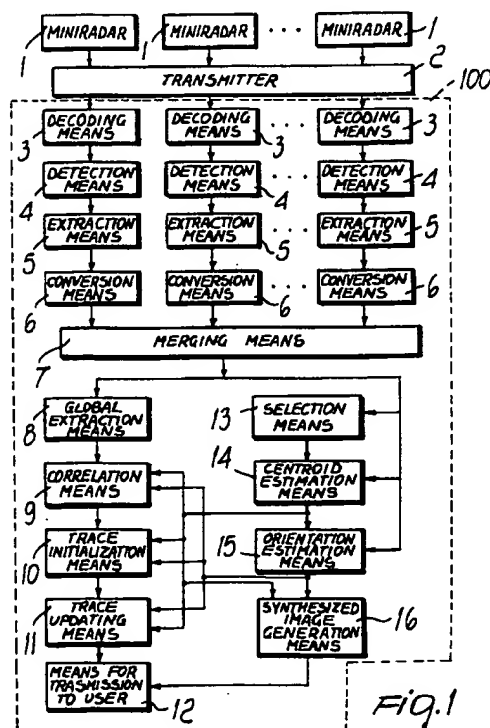 MINIRADAR MINIRADAR . . . MINIRADAR 1
1 1 2
TRANSMITTER
100
DECODING MEANS
3
DECODING MEANS
3
. . .
DECODING MEANS
3
DETECTION MEANS
4
DETECTION MEANS
4
. . .
DETECTION MEANS
4
EXTRACTION MEANS
5
EXTRACTION MEANS
5
. . .
EXTRACTION MEANS
5
CONVERSION MEANS
6
CONVERSION MEANS
6
. . .
CONVERSION MEANS
6
MERGING MEANS
7
8
GLOBAL EXTRACTION MEANS
13
SELECTION MEANS
9
CORRELATION MEANS
14
CENTROID ESTIMATION MEANS
10
TRACE INITIALIZATION MEANS
15
ORIENTATION ESTIMATION MEANS
11
TRACE UPDATING MEANS
SYNTHESIZED IMAGE GENERATION MEANS
16
MEANS FOR TRASMISSION TO USER
12
Fig.1